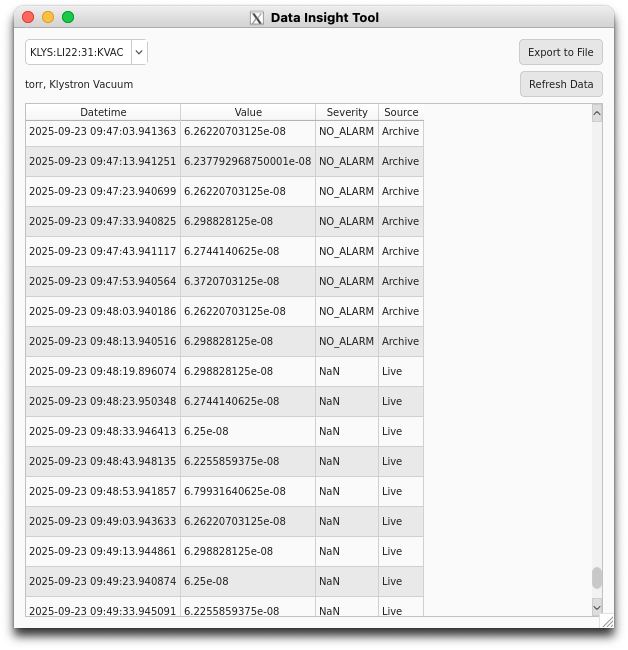 Data Insight Tool
KLYS:LI22:31:KVAC
Export to File
torr, Klystron Vacuum
Refresh Data
Datetime Value Severity Source
2025-09-23 09:47:03.941363 6.26220703125e-08 NO_ALARM Archive
2025-09-23 09:47:13.941251 6.237792968750001e-08 NO_ALARM Archive
2025-09-23 09:47:23.940699 6.26220703125e-08 NO_ALARM Archive
2025-09-23 09:47:33.940825 6.298828125e-08 NO_ALARM Archive
2025-09-23 09:47:43.941117 6.2744140625e-08 NO_ALARM Archive
2025-09-23 09:47:53.940564 6.3720703125e-08 NO_ALARM Archive
2025-09-23 09:48:03.940186 6.26220703125e-08 NO_ALARM Archive
2025-09-23 09:48:13.940516 6.298828125e-08 NO_ALARM Archive
2025-09-23 09:48:19.896074 6.298828125e-08 NaN Live
2025-09-23 09:48:23.950348 6.2744140625e-08 NaN Live
2025-09-23 09:48:33.946413 6.25e-08 NaN Live
2025-09-23 09:48:43.948135 6.2255859375e-08 NaN Live
2025-09-23 09:48:53.941857 6.79931640625e-08 NaN Live
2025-09-23 09:49:03.943633 6.26220703125e-08 NaN Live
2025-09-23 09:49:13.944861 6.298828125e-08 NaN Live
2025-09-23 09:49:23.940874 6.25e-08 NaN Live
2025-09-23 09:49:33.945091 6.2255859375e-08 NaN Live